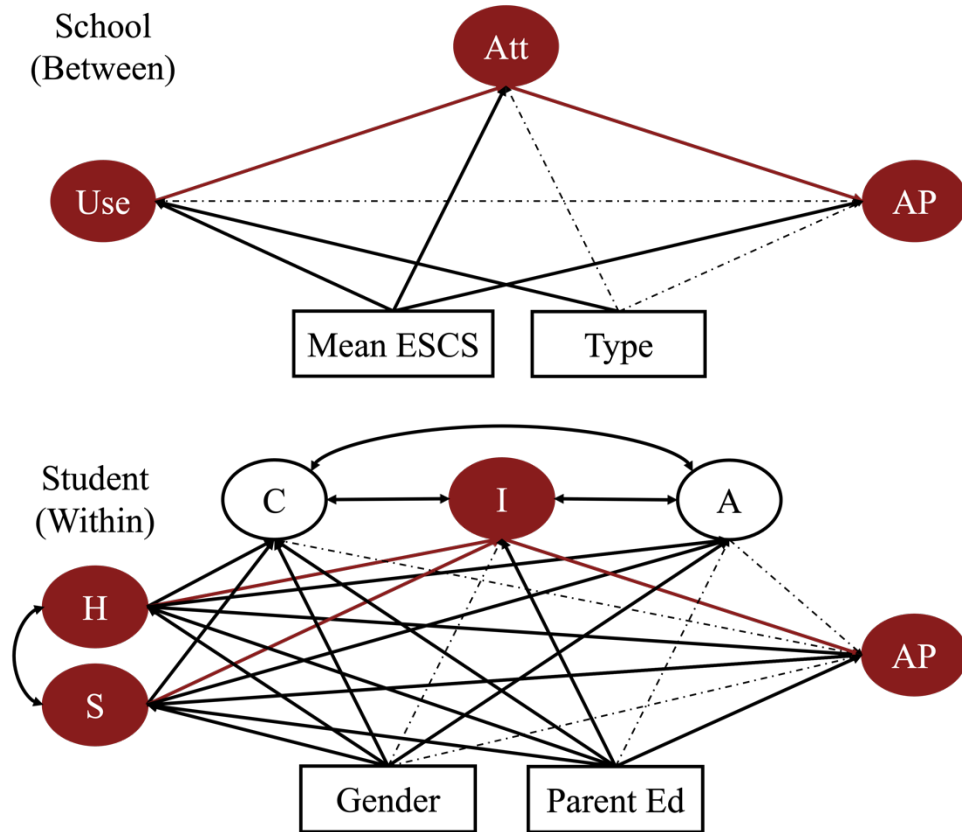 School
(Between)
Att
Use
AP
Mean ESCS
Type
Student
(Within)
C
I
A
H
S
AP
Gender
Parent Ed